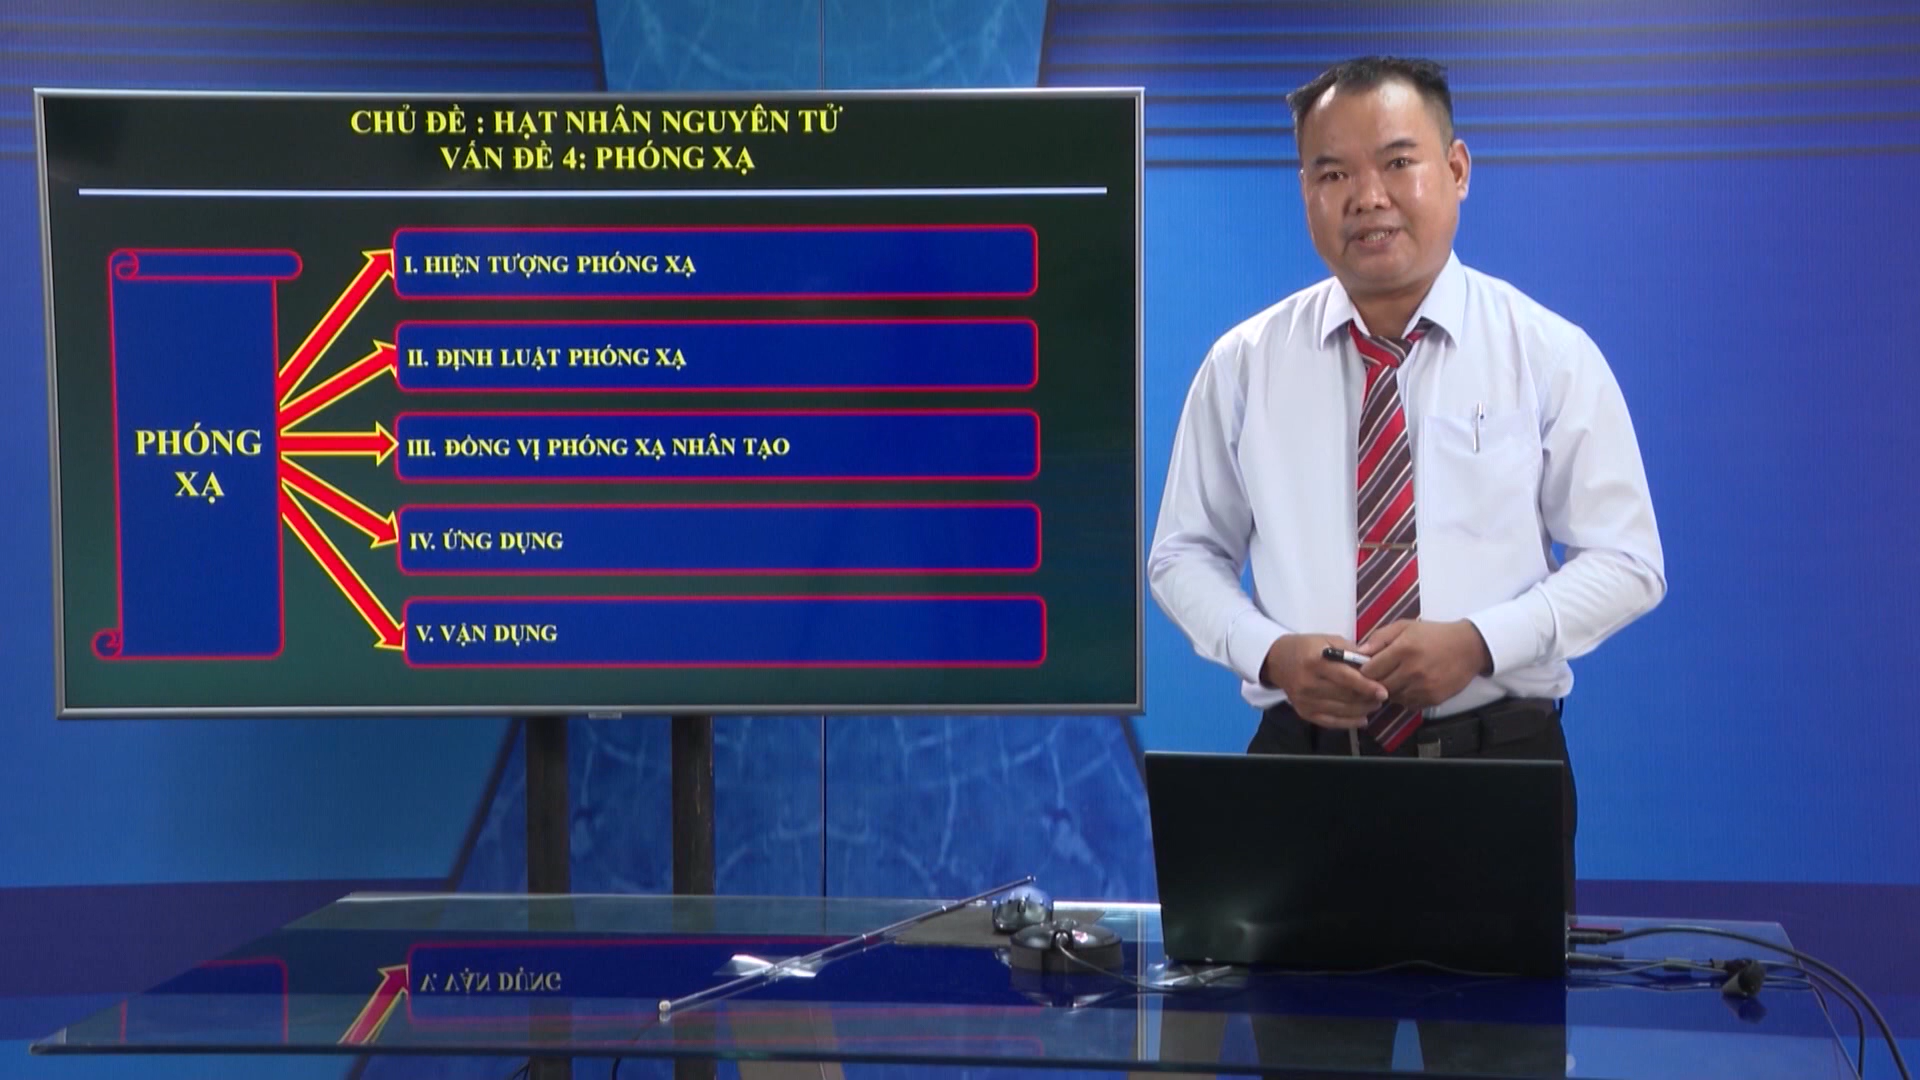 CHỦ ĐỀ : HẠT NHÂN NGUYÊN TỬ
VẤN ĐỀ 4: PHÓNG XẠ
PHÓNG
XẠ
I. HIỆN TƯỢNG PHÓNG XẠ
II. ĐỊNH LUẬT PHÓNG XẠ
III. ĐỒNG VỊ PHÓNG XẠ NHÂN TẠO
IV. ỨNG DỤNG
V. VẬN DỤNG